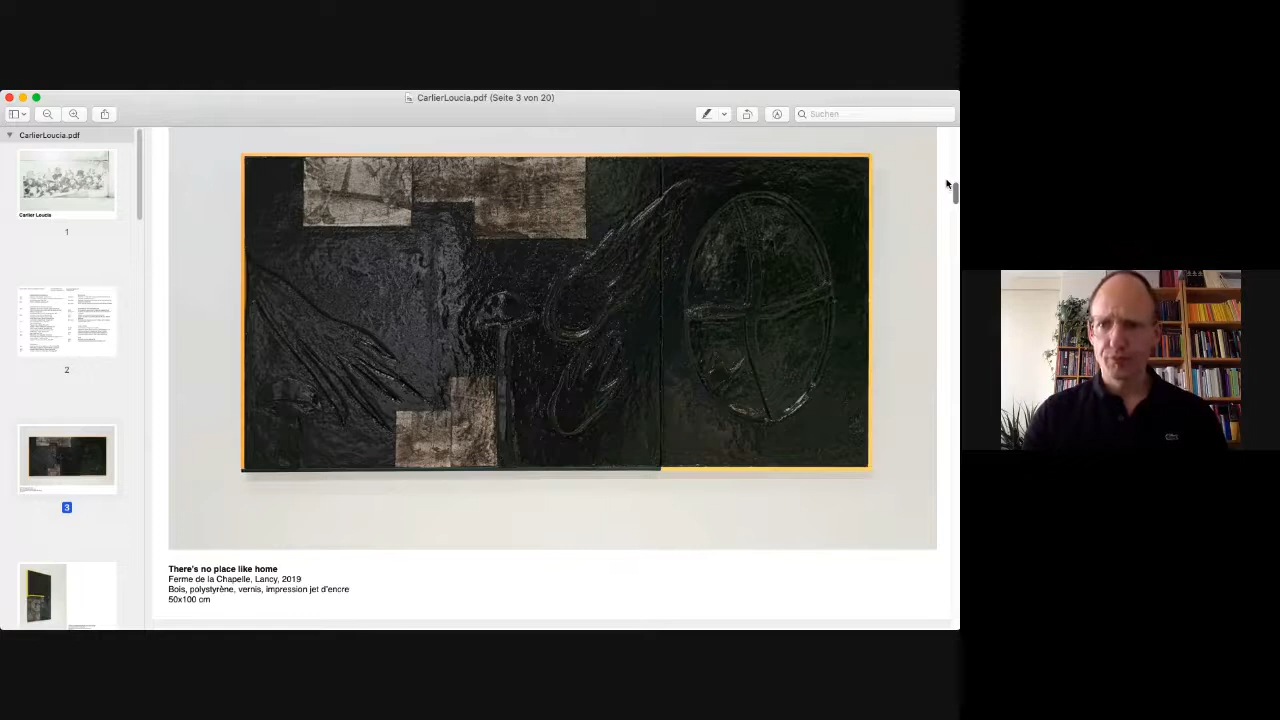 CarlierLoucia.pdf (Seite 3 von 20)
Suchen
CarlierLoucia.pdf
Carlier Loucia
1
2
3
There's no place like home
Ferme de la Chapelle, Lancy, 2019
Bois, polystyrène, vernis, impression jet d'encre
50x100 cm